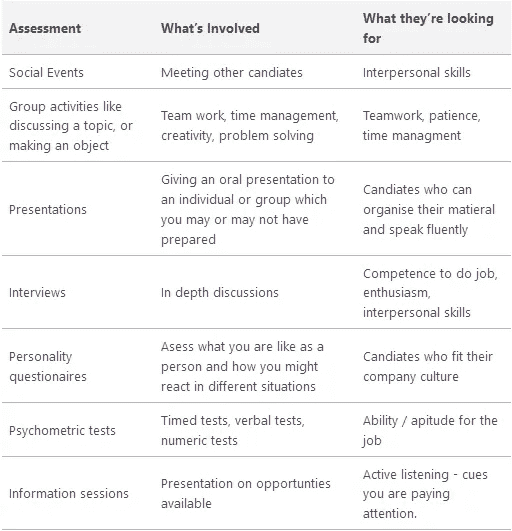 Assessment
What's Involved
What they're looking
for
Social Events
Meeting other candiates
Interpersonal skills
Group activities like
discussing a topic, or
making an object
Team work, time management,
creativity, problem solving
Teamwork, patience,
time managment
Presentations
Giving an oral presentation to
an individual or group which
you may or may not have
prepared
Candiates who can
organise their matieral
and speak fluently
Interviews
In depth discussions
Competence to do job,
enthusiasm,
interpersonal skills
Personality
questionaires
Asess what you are like as a
person and how you might
react in different situations
Candiates who fit their
company culture
Psychometric tests
Timed tests, verbal tests,
numeric tests
Ability / apitude for the
job
Information sessions
Presentation on opportunties
available
Active listening - cues
you are paying
attention.